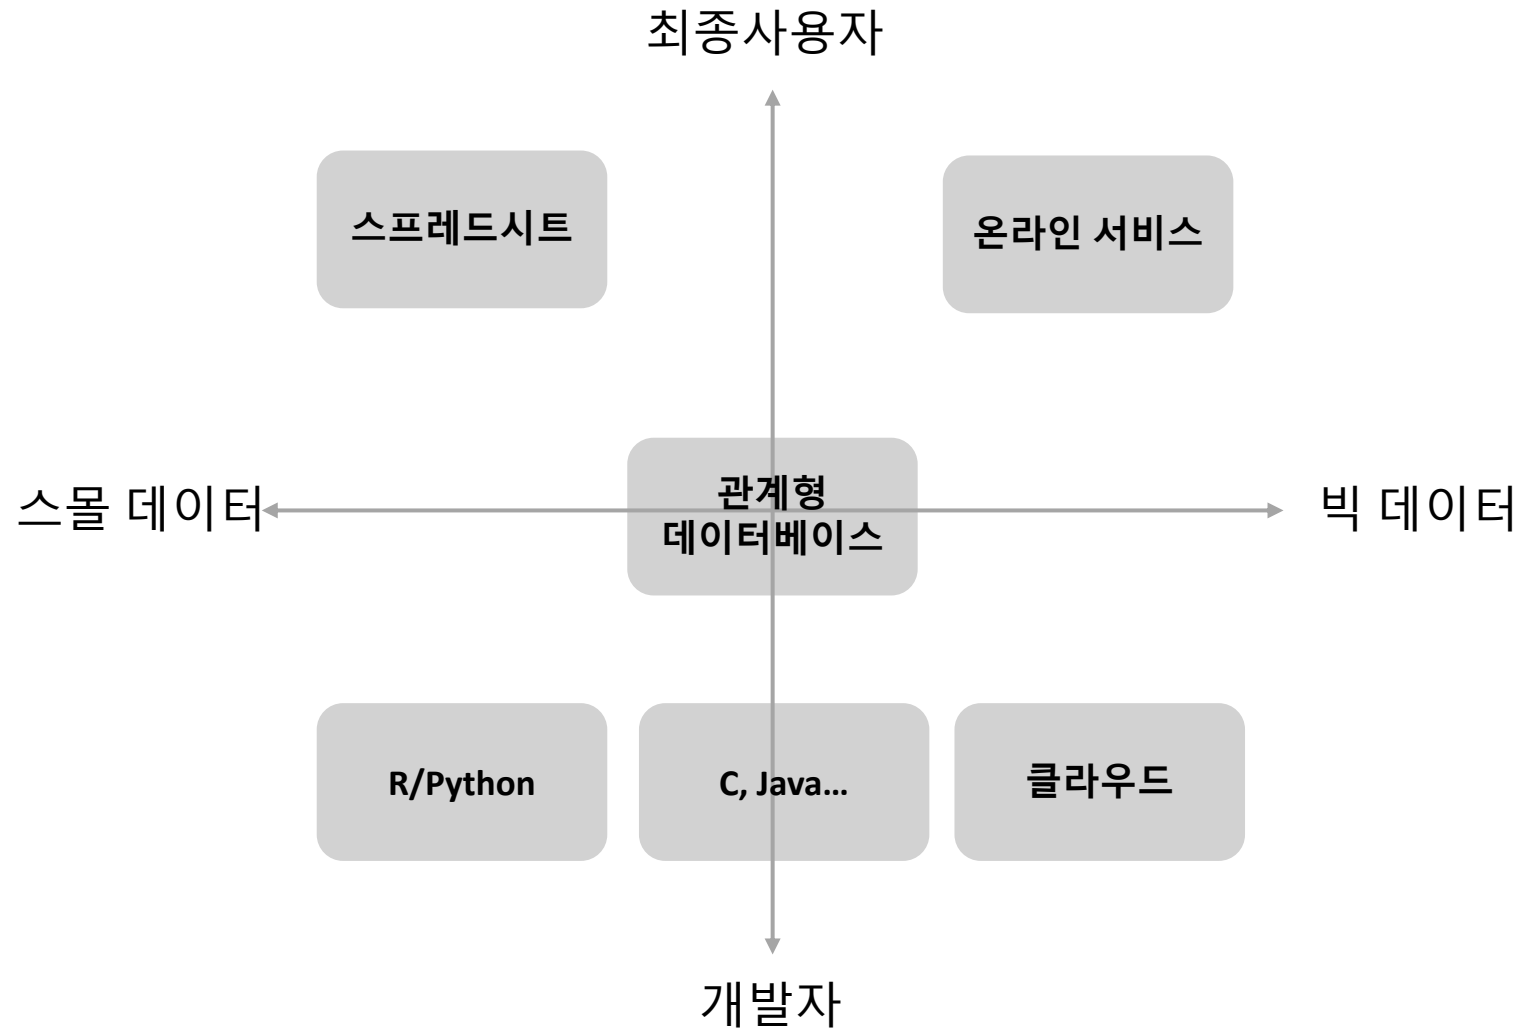 최종사용자
스프레드시트
온라인 서비스
스몰 데이터
관계형
데이터베이스
빅 데이터
R/Python
C, Java...
클라우드
개발자